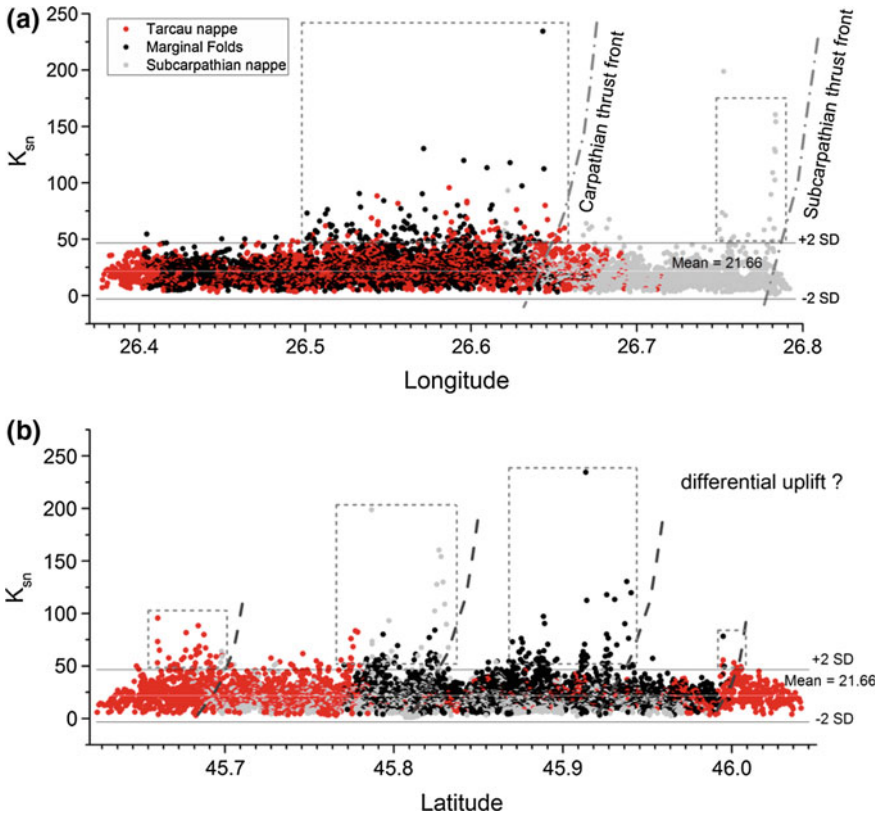 (a)
250
200
150
100
50
0
K_sn
Tarcau nappe
Marginal Folds
Subcarpathian nappe
Carpathian thrust front
Subcarpathian thrust front
+2 SD
Mean = 21.66
-2 SD
26.4
26.5
26.6
26.7
26.8
Longitude
(b)
250
200
150
100
50
0
K_sn
differential uplift ?
+2 SD
Mean = 21.66
-2 SD
45.7
45.8
45.9
46.0
Latitude